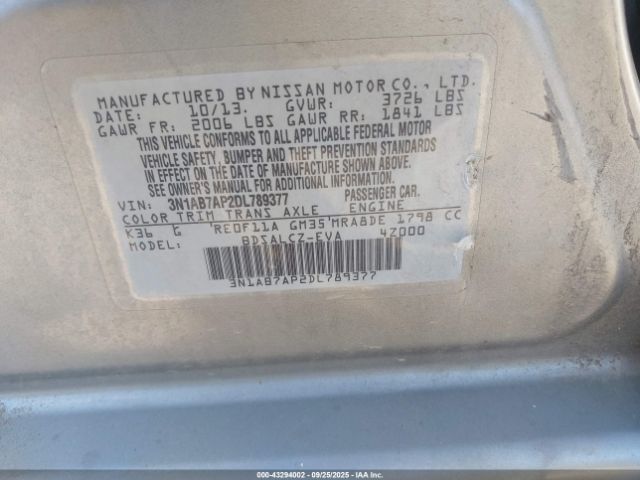 MANUFACTURED BY NISSAN MOTOR CO., LTD.
DATE: 10/13. GVWR: 3726 LBS
GAWR FR: 2006 LBS GAWR RR: 1841 LBS
THIS VEHICLE CONFORMS TO ALL APPLICABLE FEDERAL MOTOR
VEHICLE SAFETY, BUMPER AND THEFT PREVENTION STANDARDS
IN EFFECT ON THE DATE OF MANUFACTURE SHOWN ABOVE.
SEE OWNER'S MANUAL FOR ADDITIONAL INFORMATION.
VIN: 3N1AB7AP2DL789377 PASSENGER CAR.
COLOR TRIM TRANS AXLE ENGINE
K36 G RE0F11A GM35 MRA8DE 1798 CC
MODEL: BDSALCZ-EVA 4Z000
3N1AB7AP2DL789377
000-43294002 - 09/25/2025 - IAA Inc.